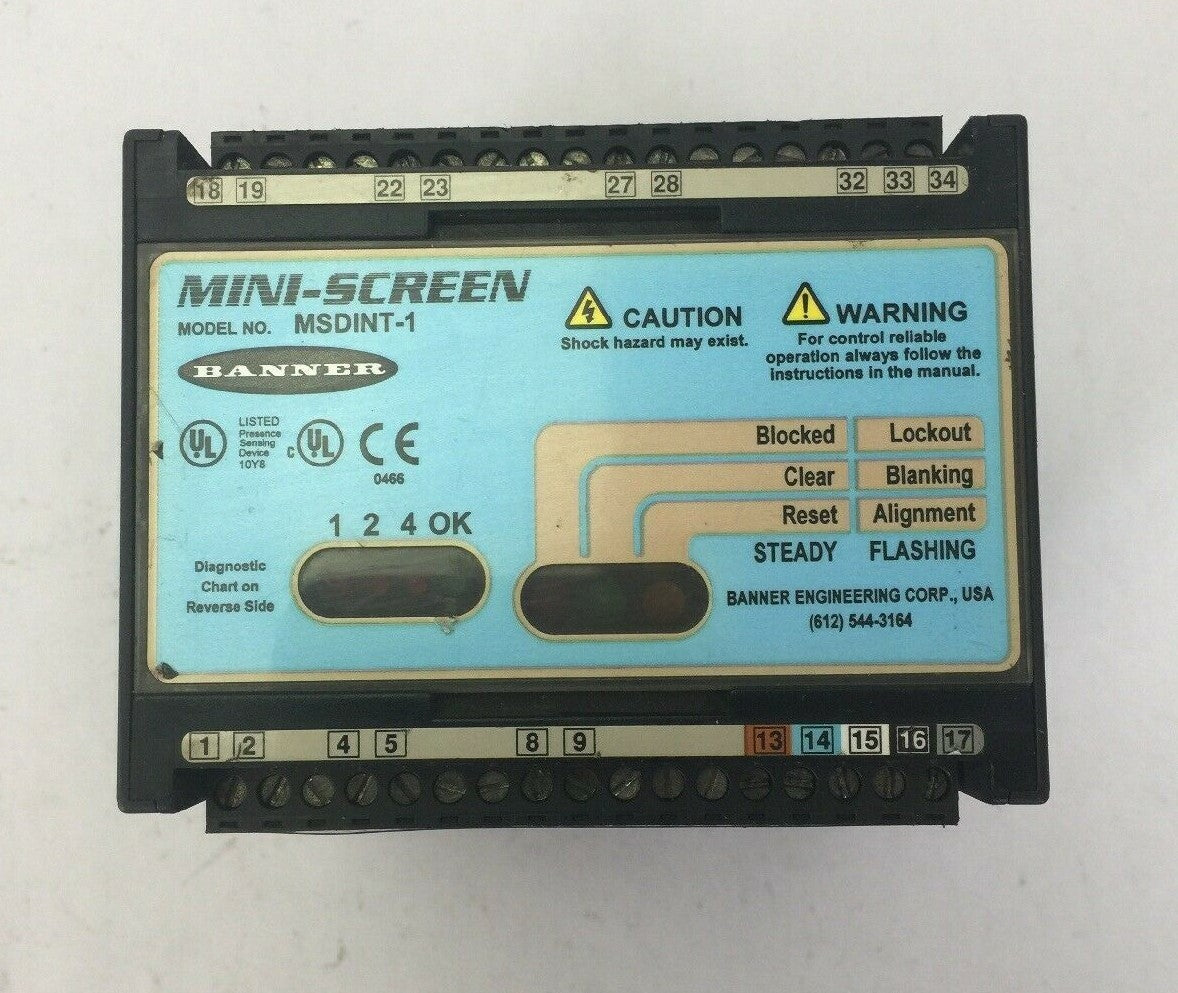 18 19 22 23 27 28 32 33 34
MINI-SCREEN
MODEL NO. MSDINT-1
BANNER
CAUTION
Shock hazard may exist.
WARNING
For control reliable
operation always follow the
instructions in the manual.
UL
LISTED
Presence
Sensing
Device
10Y8
C UL
CE
0466
Blocked Lockout
Clear Blanking
Reset Alignment
STEADY FLASHING
1 2 4 OK
Diagnostic
Chart on
Reverse Side
BANNER ENGINEERING CORP., USA
(612) 544-3164
1 2 4 5 8 9 13 14 15 16 17